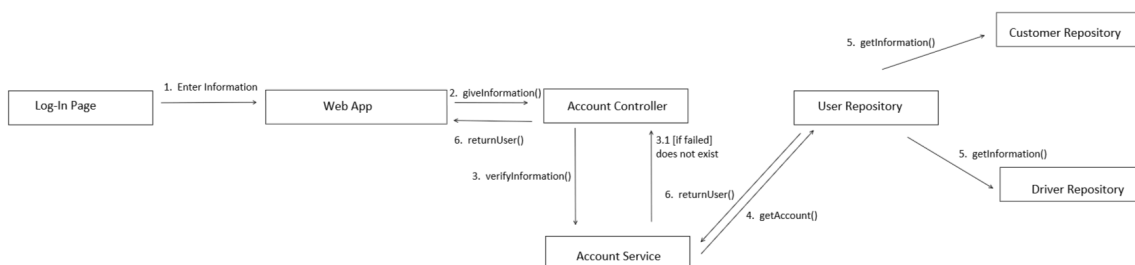 Customer Repository
5. getInformation()
1. Enter Information
2. giveInformation()
Log-In Page
Web App
Account Controller
User Repository
6. returnUser()
3.1 [if failed]
does not exist
5. getInformation()
3. verifyInformation()
Driver Repository
6. returnUser()
4. getAccount()
Account Service